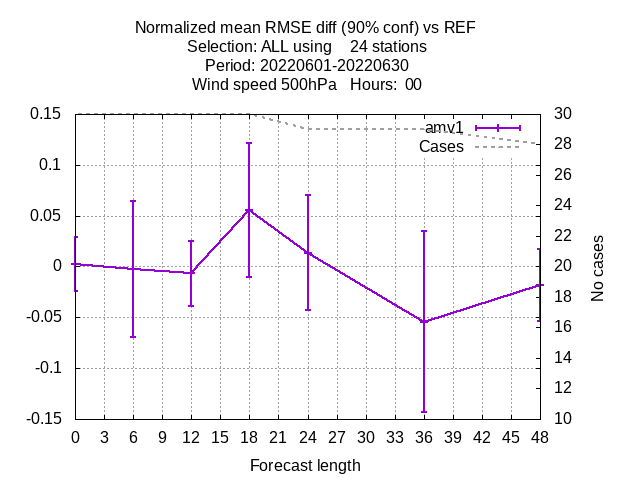 Normalized mean RMSE diff (90% conf) vs REF
Selection: ALL using    24 stations
Period: 20220601-20220630
Wind speed 500hPa   Hours:  00
0.15
0.1
0.05
0
-0.05
-0.1
-0.15
30
28
26
24
22
20
18
16
14
12
10
amv1
Cases
No cases
0 3 6 9 12 15 18 21 24 27 30 33 36 39 42 45 48
Forecast length